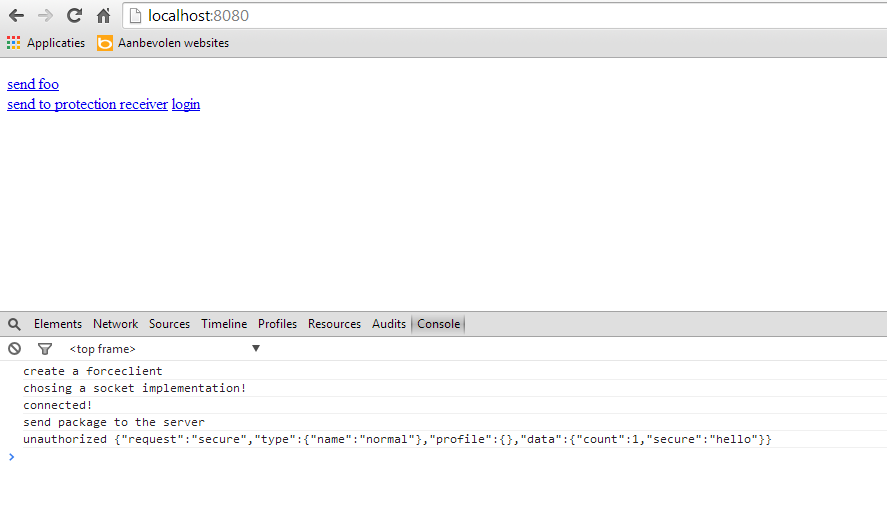 localhost:8080
Applicaties Aanbevolen websites
send foo
send to protection receiver login
Elements Network Sources Timeline Profiles Resources Audits Console
<top frame> ▼
create a forceclient
chosing a socket implementation!
connected!
send package to the server
unauthorized {"request":"secure","type":{"name":"normal"},"profile":{},"data":{"count":1,"secure":"hello"}}
>